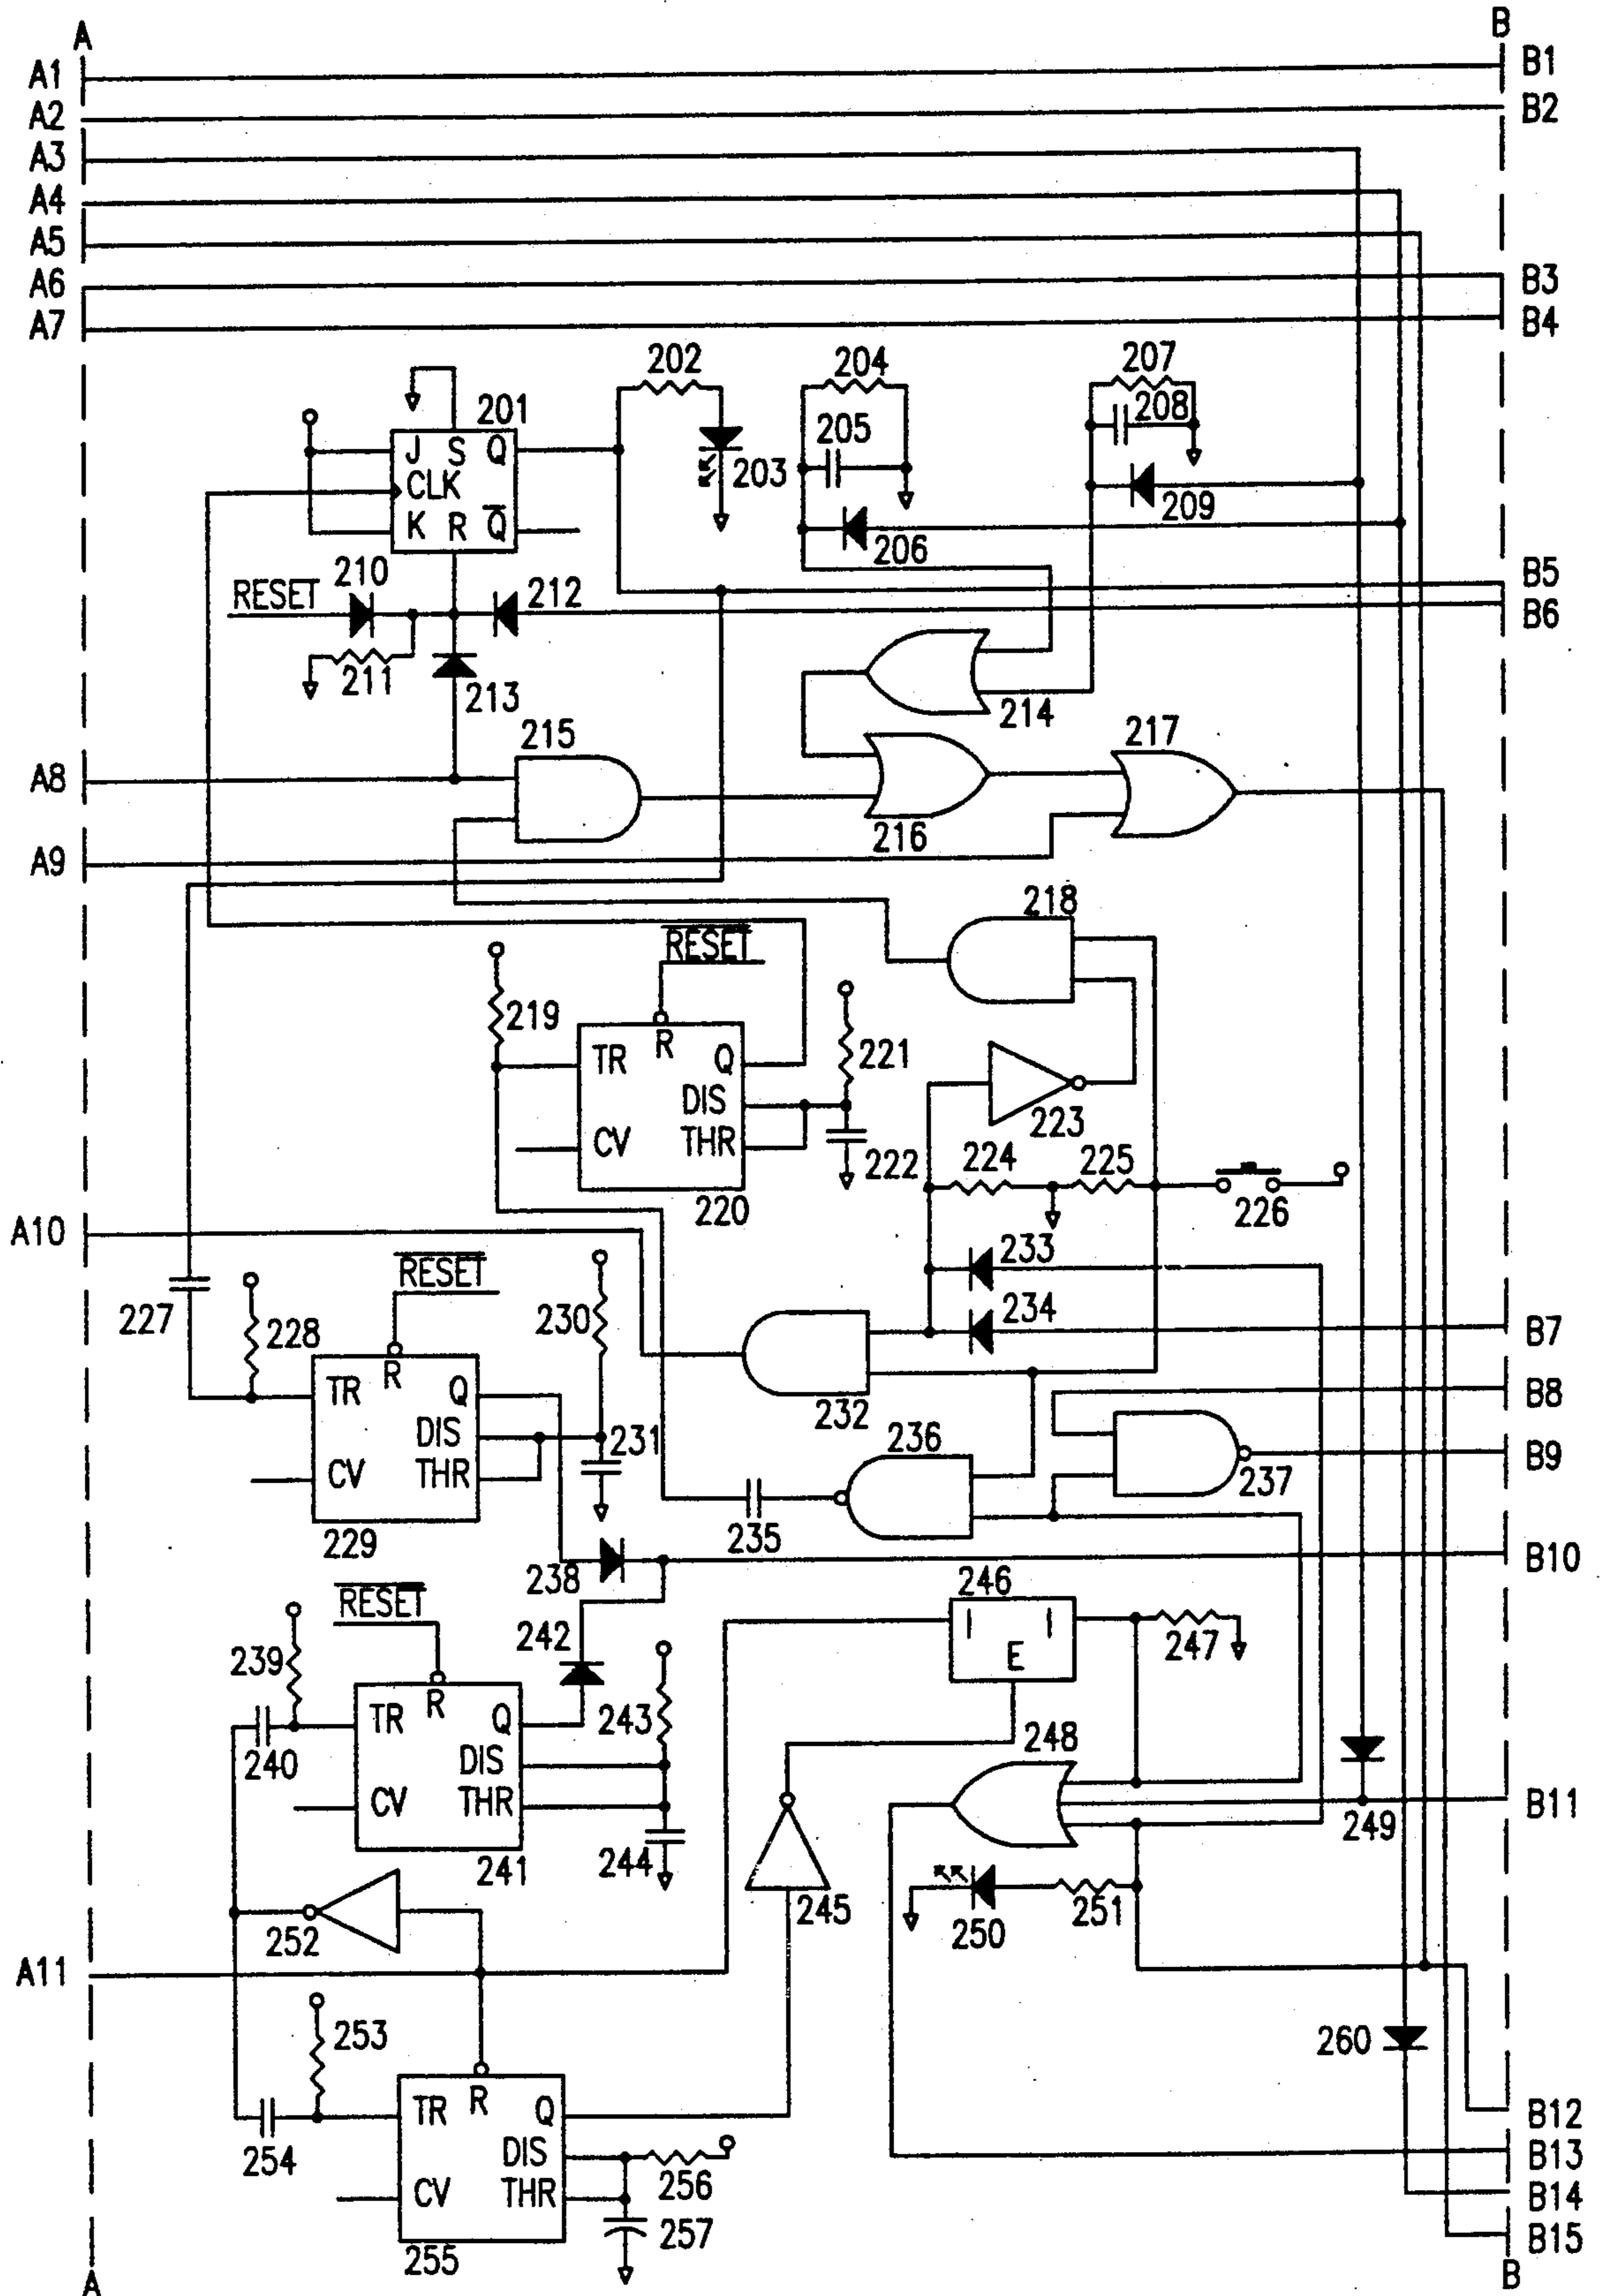 A B
A1 B1
A2 B2
A3
A4
A5
A6 B3
A7 B4
202 204 207
201 205 208
J S Q 203
CLK 209
K R Q̅ 206
RESET 210 212 B5
B6
211 213 214
215 217
A8
216
A9
218
R̅E̅S̅E̅T̅
219
TR R Q 221
DIS
CV THR 222 223
224 225
220 226
A10
R̅E̅S̅E̅T̅ 233
227 228 230 234 B7
TR R Q 232 B8
DIS 231 236
CV THR 237 B9
229 235
238 B10
R̅E̅S̅E̅T̅ 242 246
239 I I 247
E
TR R Q 243
240 DIS 248
CV THR B11
244 249
241 245 250 251
252
A11
253 260
TR R Q B12
254 DIS B13
CV THR 256 B14
257 B15
255
A B